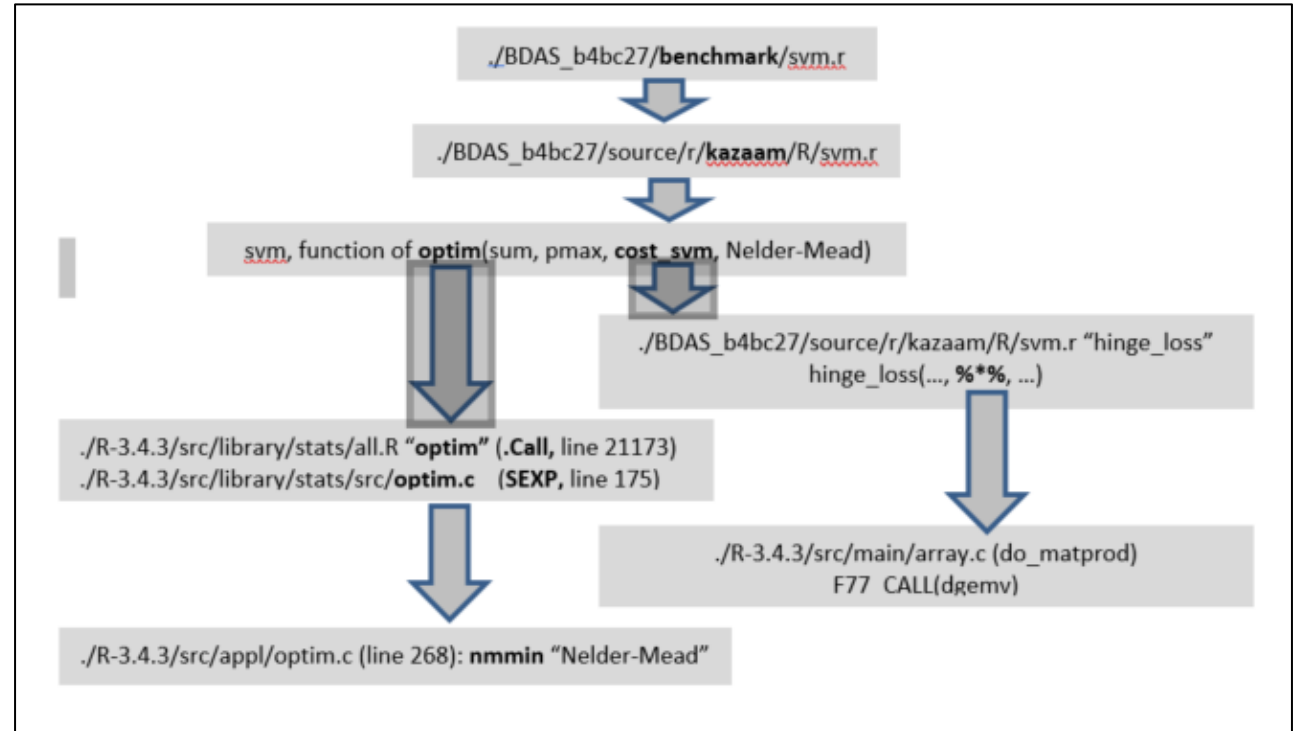 ./BDAS_b4bc27/benchmark/svm.r
./BDAS_b4bc27/source/r/kazaam/R/svm.r
svm, function of optim(sum, pmax, cost_svm, Nelder-Mead)
./BDAS_b4bc27/source/r/kazaam/R/svm.r “hinge_loss”
hinge_loss(..., %*%, ...)
./R-3.4.3/src/library/stats/all.R “optim” (.Call, line 21173)
./R-3.4.3/src/library/stats/src/optim.c (SEXP, line 175)
./R-3.4.3/src/main/array.c (do_matprod)
F77_CALL(dgemv)
./R-3.4.3/src/appl/optim.c (line 268): nmmin “Nelder-Mead”